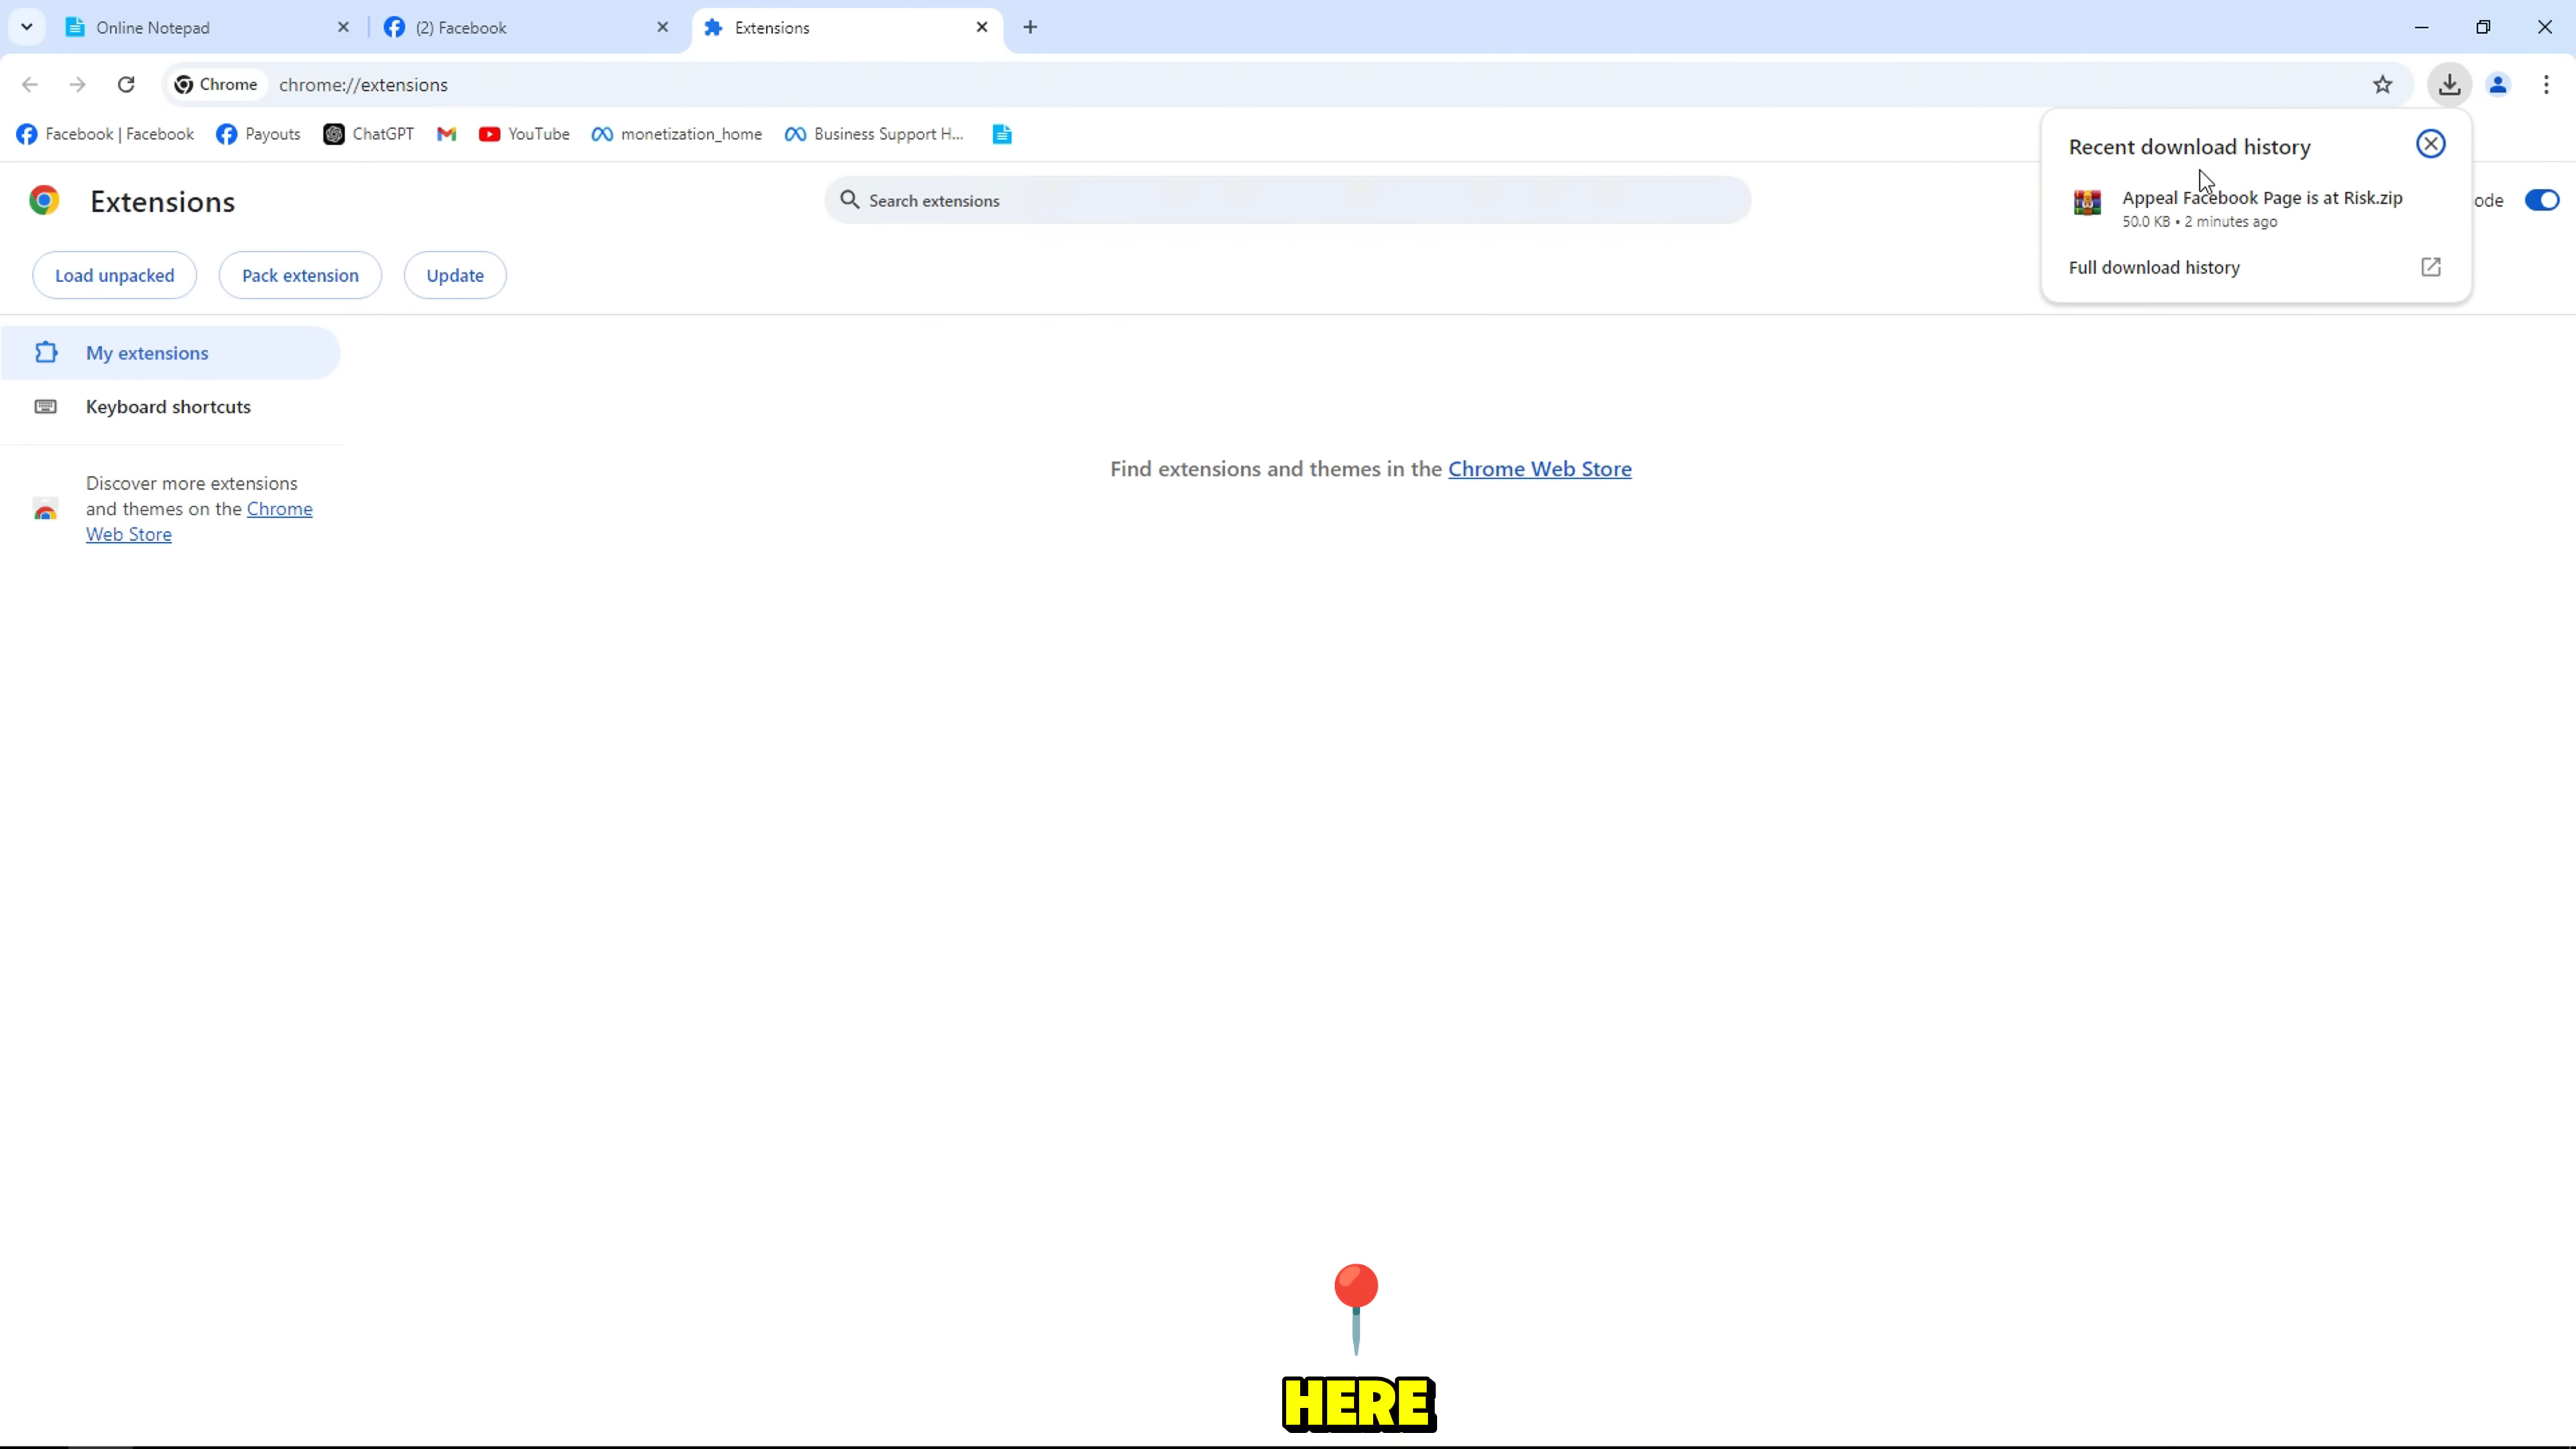 Online Notepad
(2) Facebook
Extensions
Chrome
chrome://extensions
Facebook | Facebook
Payouts
ChatGPT
YouTube
monetization_home
Business Support H...
Recent download history
Appeal Facebook Page is at Risk.zip
50.0 KB • 2 minutes ago
Full download history
Extensions
Search extensions
ode
Load unpacked
Pack extension
Update
My extensions
Keyboard shortcuts
Discover more extensions
and themes on the Chrome
Web Store
Find extensions and themes in the Chrome Web Store
HERE